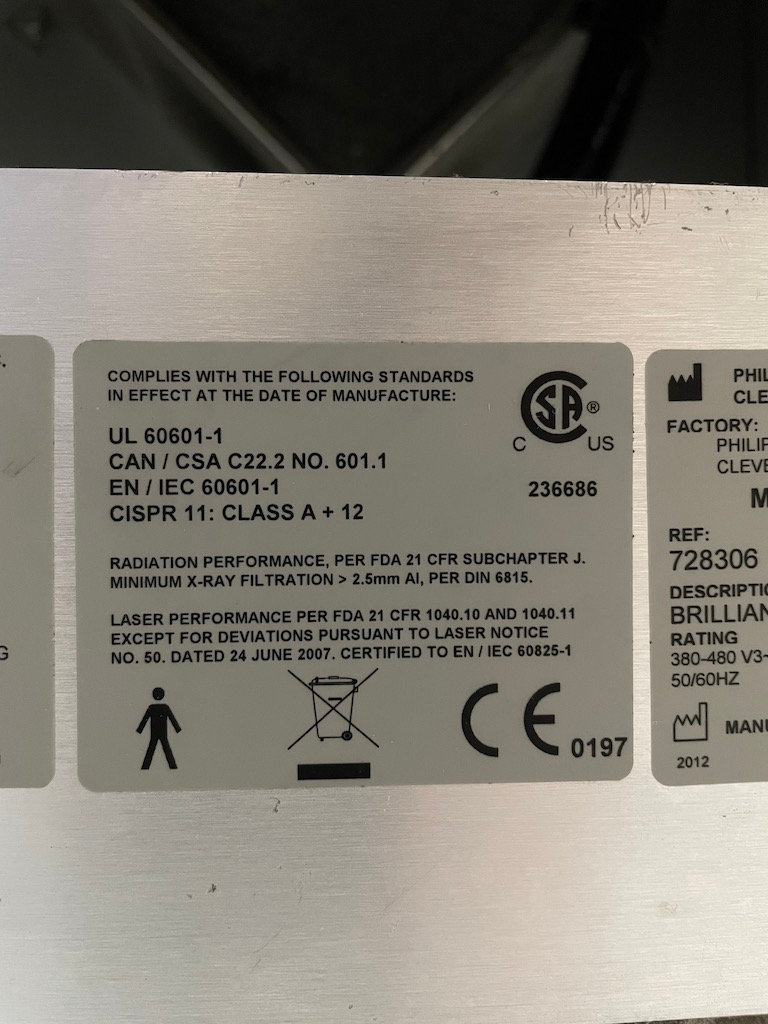 COMPLIES WITH THE FOLLOWING STANDARDS
IN EFFECT AT THE DATE OF MANUFACTURE:
UL 60601-1
CAN / CSA C22.2 NO. 601.1
EN / IEC 60601-1
CISPR 11: CLASS A + 12
CSA ®
C US
236686
RADIATION PERFORMANCE, PER FDA 21 CFR SUBCHAPTER J.
MINIMUM X-RAY FILTRATION > 2.5mm Al, PER DIN 6815.
LASER PERFORMANCE PER FDA 21 CFR 1040.10 AND 1040.11
EXCEPT FOR DEVIATIONS PURSUANT TO LASER NOTICE
NO. 50. DATED 24 JUNE 2007. CERTIFIED TO EN / IEC 60825-1
CE 0197
FACTORY:
REF:
728306
RATING
380-480 V3~
50/60HZ
2012